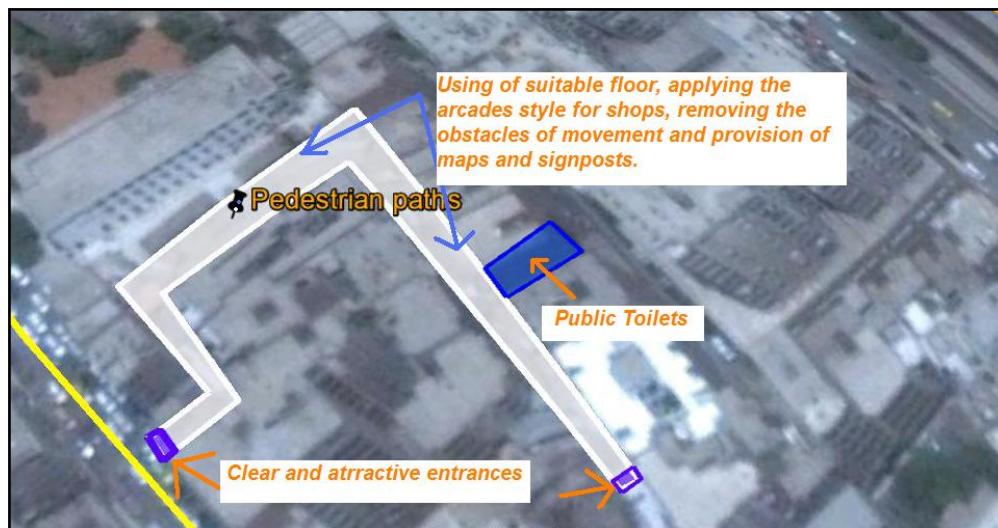 Using of suitable floor, applying the
arcades style for shops, removing the
obstacles of movement and provision of
maps and signposts.
Pedestrian paths
Public Toilets
Clear and atrractive entrances